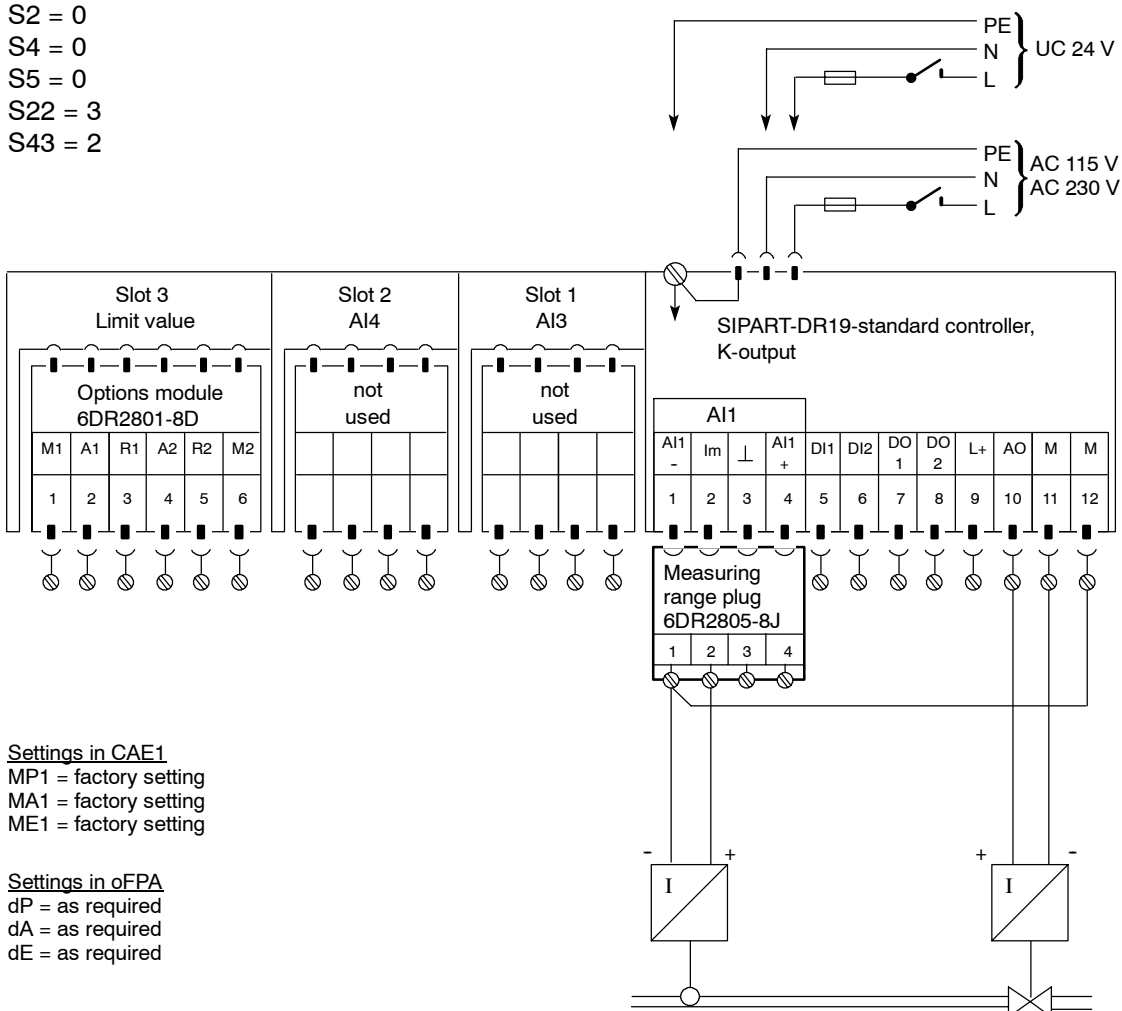 S2 = 0
S4 = 0
S5 = 0
S22 = 3
S43 = 2
PE
N
L
UC 24 V
PE
N
L
AC 115 V
AC 230 V
Slot 3
Limit value
Slot 2
AI4
Slot 1
AI3
SIPART-DR19-standard controller,
K-output
Options module
6DR2801-8D
not
used
not
used
AI1
M1 A1 R1 A2 R2 M2
1 2 3 4 5 6
AI1 - Im ⊥ AI1 + DI1 DI2 DO 1 DO 2 L+ AO M M
1 2 3 4 5 6 7 8 9 10 11 12
Measuring
range plug
6DR2805-8J
1 2 3 4
Settings in CAE1
MP1 = factory setting
MA1 = factory setting
ME1 = factory setting
Settings in oFPA
dP = as required
dA = as required
dE = as required
- +
I
+ -
I